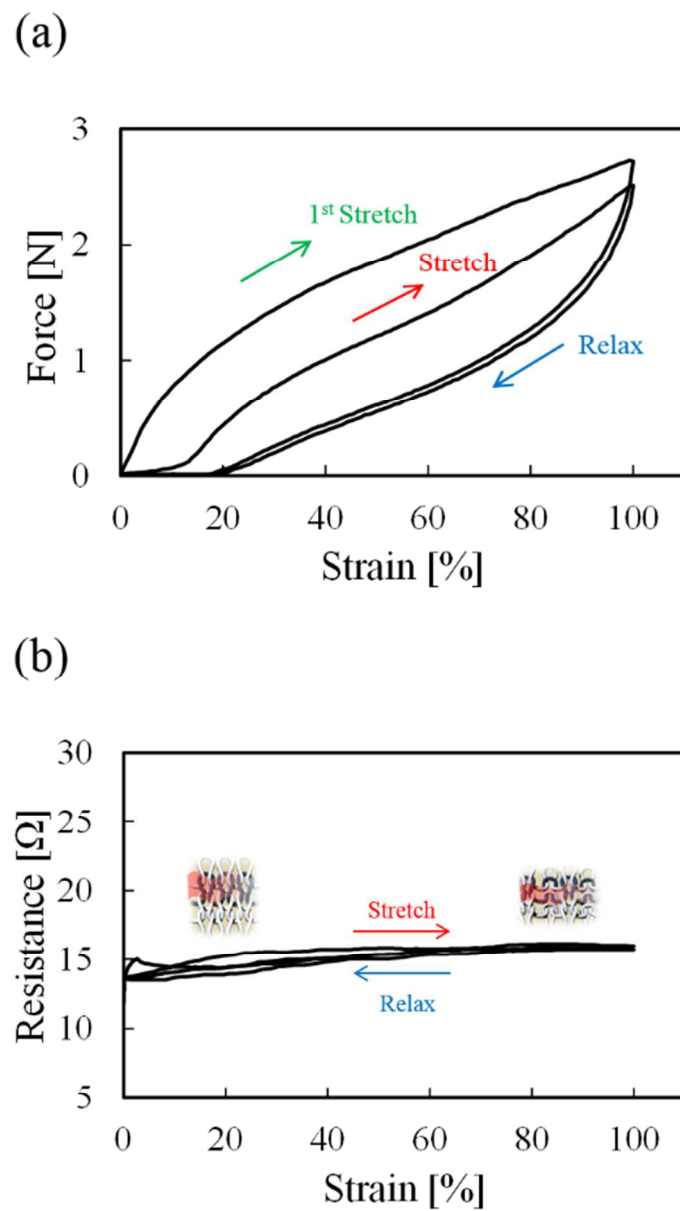 (a)
3
2
1
0
Force [N]
1st Stretch
Stretch
Relax
0 20 40 60 80 100
Strain [%]
(b)
30
25
20
15
10
5
Resistance [Ω]
Stretch
Relax
0 20 40 60 80 100
Strain [%]